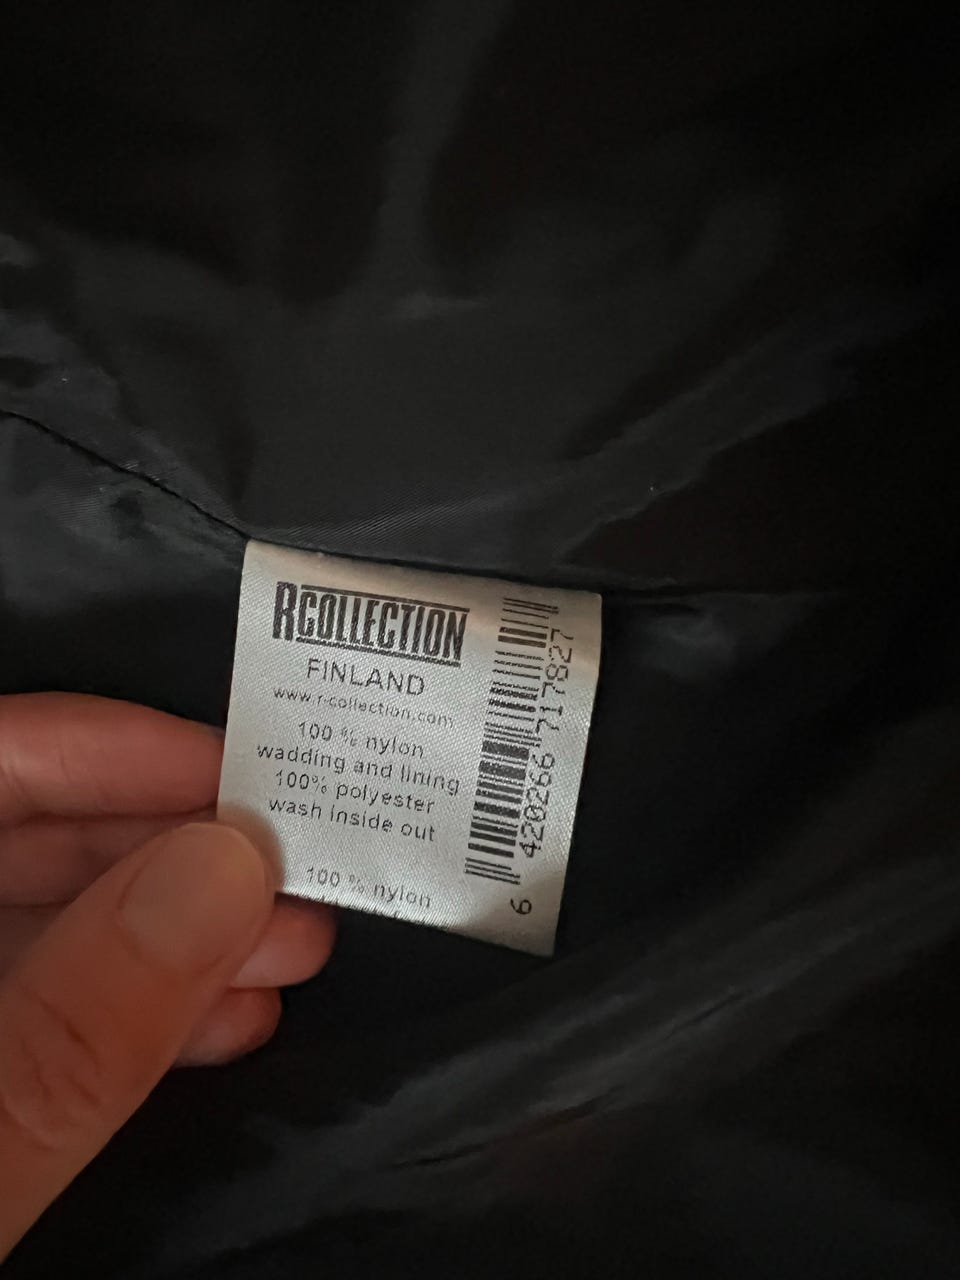 RCOLLECTION
FINLAND
www.r-collection.com
100 % nylon
wadding and lining
100% polyester
wash inside out
100 % nylon
6 420266 717827